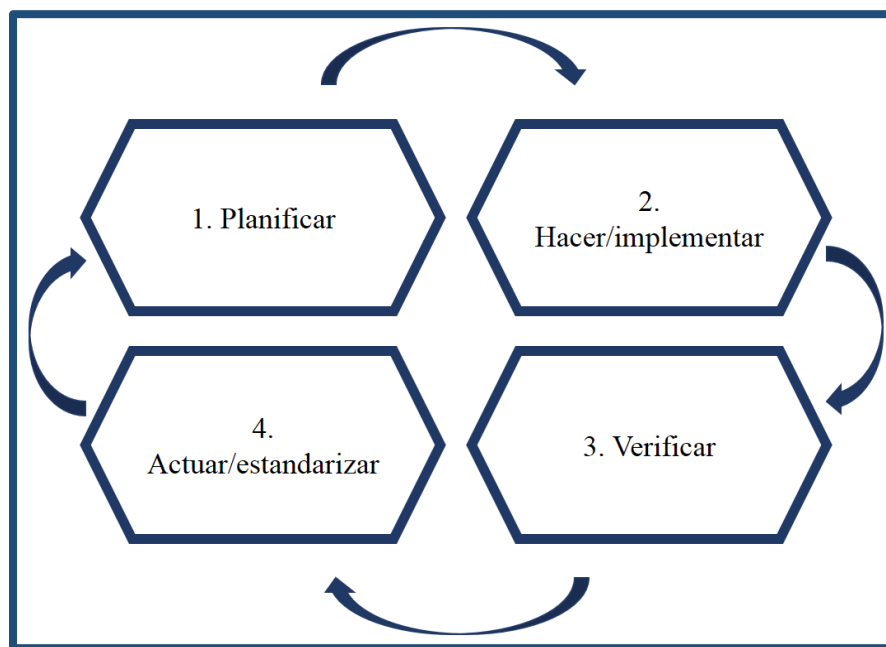 1. Planificar
2.
Hacer/implementar
4.
Actuar/estandarizar
3. Verificar